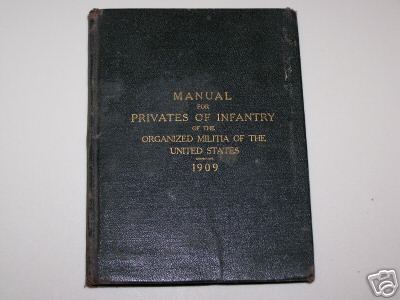 MANUAL
FOR
PRIVATES OF INFANTRY
OF THE
ORGANIZED MILITIA OF THE
UNITED STATES
1909